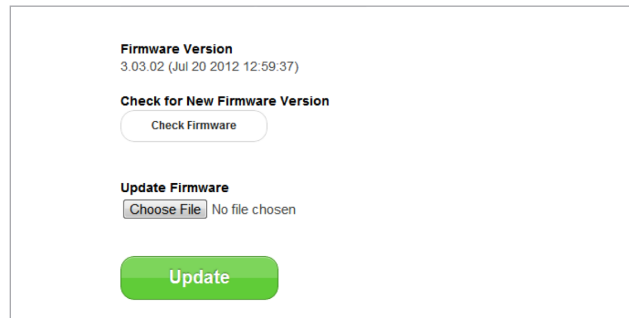 Firmware Version
3.03.02 (Jul 20 2012 12:59:37)
Check for New Firmware Version
Check Firmware
Update Firmware
Choose File No file chosen
Update